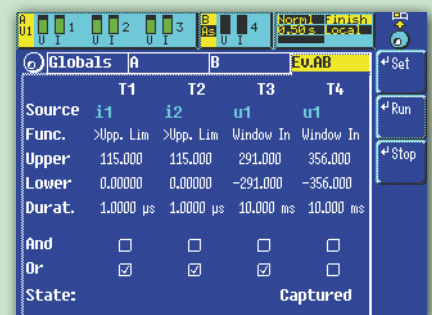 A U1 1 2 3 B As 4 Normal Finish
U I U I U I U I 0.50s Local
Globals A B Ev.AB Set
T1 T2 T3 T4
Source i1 i2 u1 u1 Run
Func. >Upp. Lim >Upp. Lim Window In Window In
Upper 115.000 115.000 291.000 356.000 Stop
Lower 0.00000 0.00000 -291.000 -356.000
Durat. 1.0000 µs 1.0000 µs 10.000 ms 10.000 ms
And
Or
State: Captured